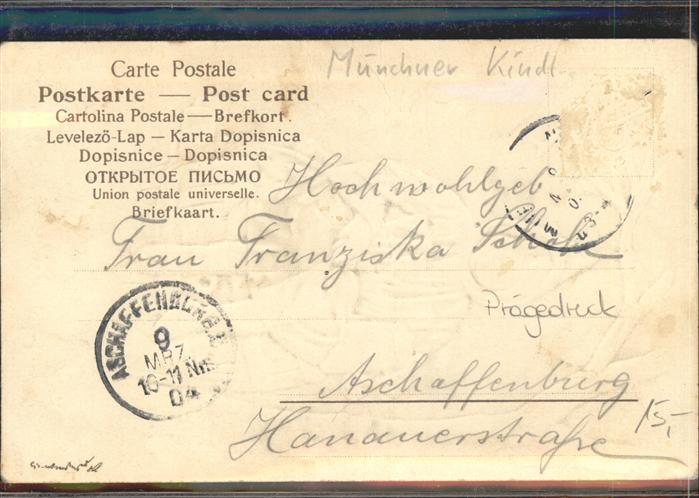 Münchner Kindl
Carte Postale
Postkarte — Post card
Cartolina Postale — Brefkort.
Levelezö-Lap — Karta Dopisnica
Dopisnice — Dopisnica
ОТКРЫТОЕ ПИСЬМО
Union postale universelle.
Briefkaart.
Hochwohlgeb
Frau Franziska
Prägedruck
ASCHAFFENBURG
9
MRZ
10-11 Nm
04
Aschaffenburg
Hanauerstraße
15,-